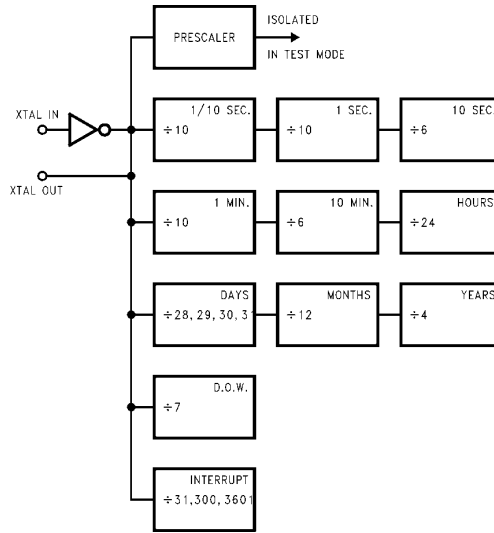 PRESCALER
ISOLATED
IN TEST MODE
XTAL IN
XTAL OUT
1/10 SEC.
÷10
1 SEC.
÷10
10 SEC.
÷6
1 MIN.
÷10
10 MIN.
÷6
HOURS
÷24
DAYS
÷28,29,30,31
MONTHS
÷12
YEARS
÷4
D.O.W.
÷7
INTERRUPT
÷31,300,3601